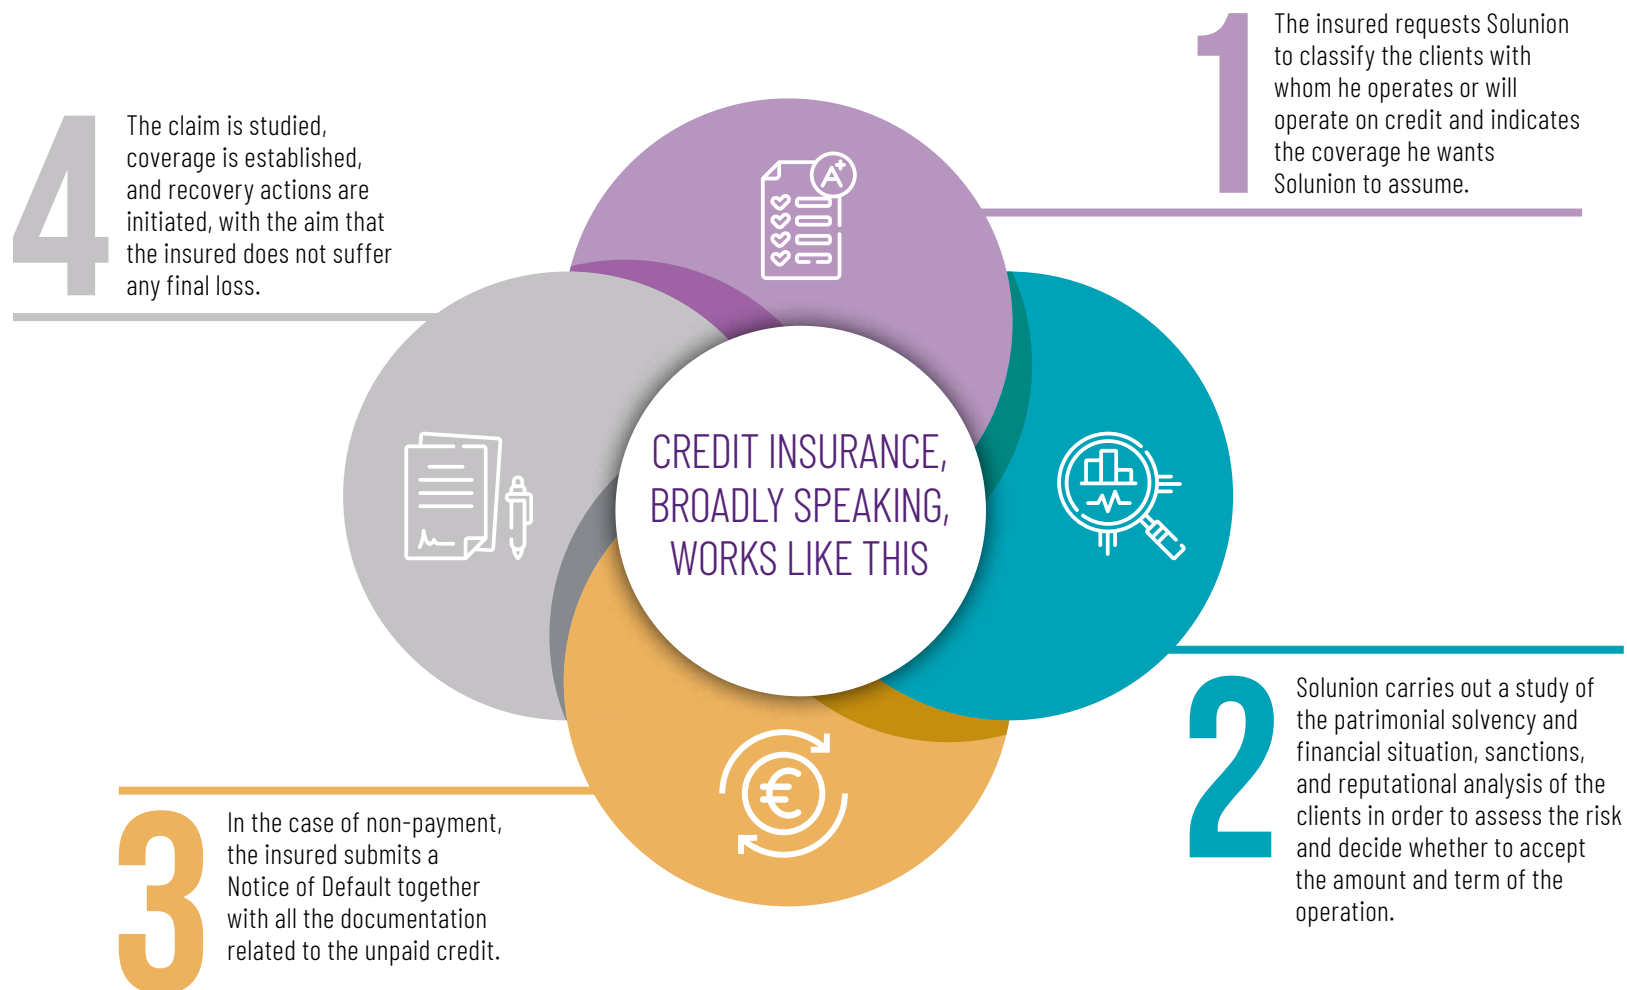 CREDIT INSURANCE,
BROADLY SPEAKING,
WORKS LIKE THIS
1
The insured requests Solunion
to classify the clients with
whom he operates or will
operate on credit and indicates
the coverage he wants
Solunion to assume.
2
Solunion carries out a study of
the patrimonial solvency and
financial situation, sanctions,
and reputational analysis of the
clients in order to assess the risk
and decide whether to accept
the amount and term of the
operation.
3
In the case of non-payment,
the insured submits a
Notice of Default together
with all the documentation
related to the unpaid credit.
4
The claim is studied,
coverage is established,
and recovery actions are
initiated, with the aim that
the insured does not suffer
any final loss.
A+
€